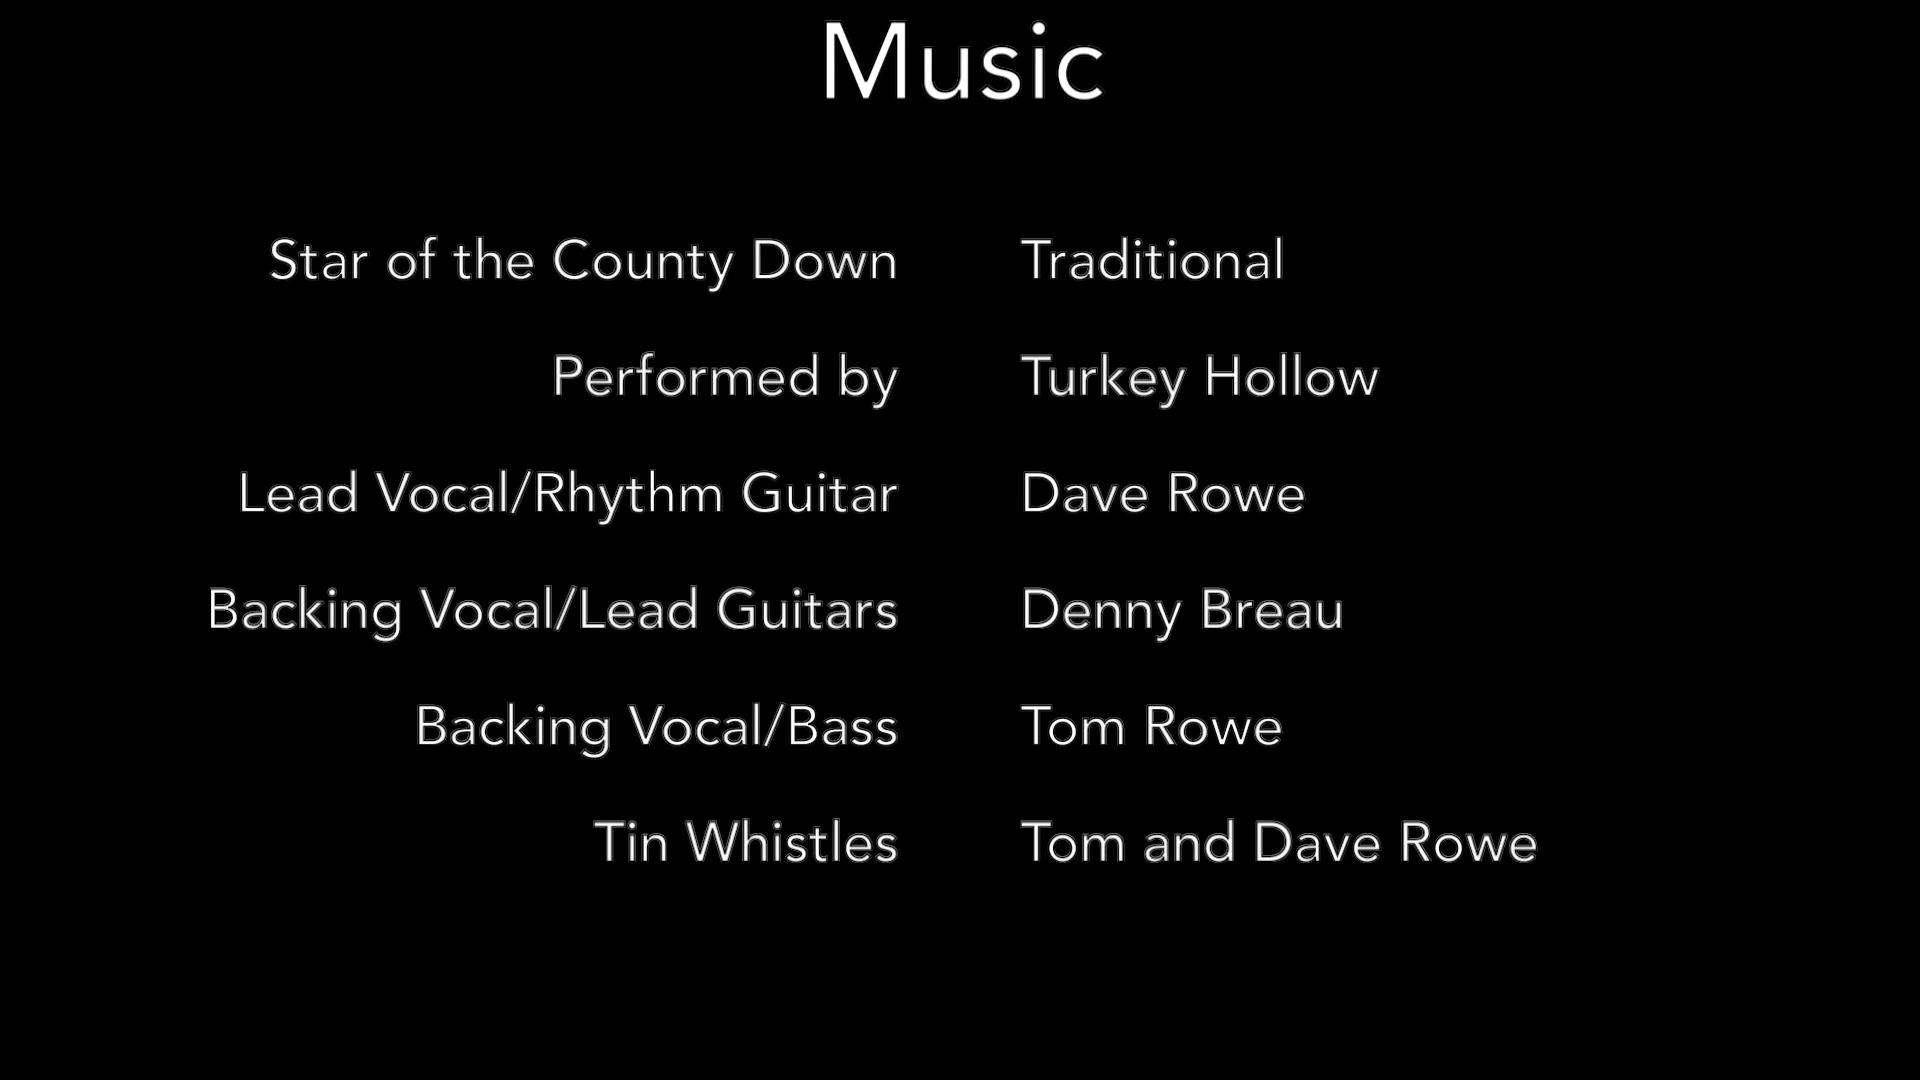 Music
Star of the County Down Traditional
Performed by Turkey Hollow
Lead Vocal/Rhythm Guitar Dave Rowe
Backing Vocal/Lead Guitars Denny Breau
Backing Vocal/Bass Tom Rowe
Tin Whistles Tom and Dave Rowe